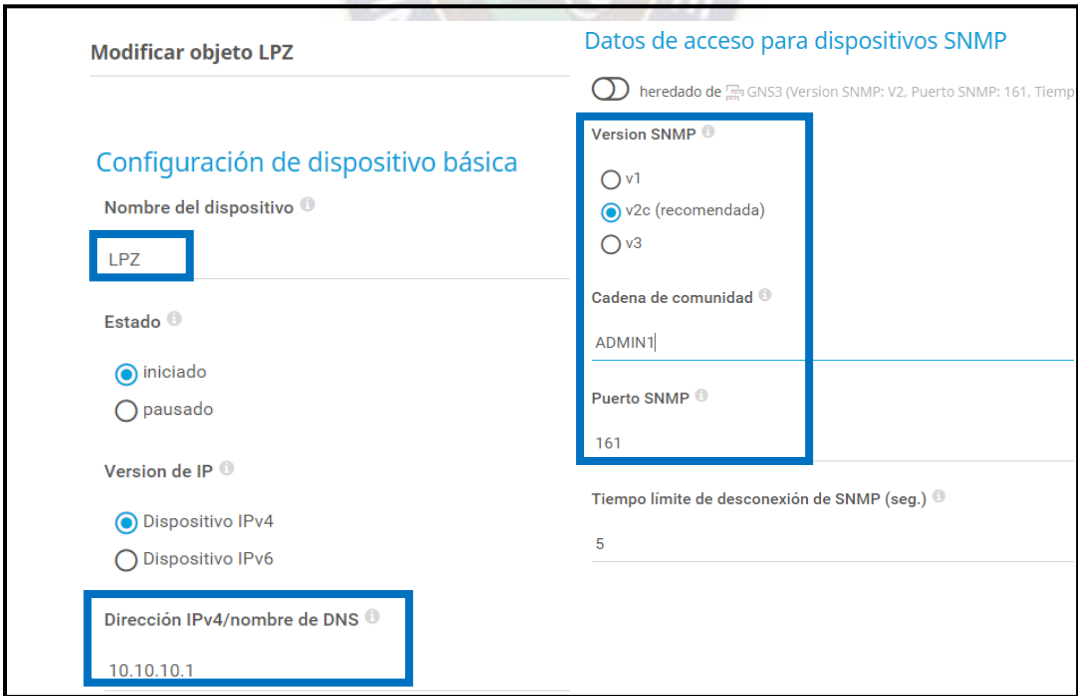 Modificar objeto LPZ
Configuración de dispositivo básica
Nombre del dispositivo
LPZ
Estado
iniciado
pausado
Version de IP
Dispositivo IPv4
Dispositivo IPv6
Dirección IPv4/nombre de DNS
10.10.10.1
Datos de acceso para dispositivos SNMP
heredado de GNS3 (Version SNMP: V2, Puerto SNMP: 161, Tiemp
Version SNMP
v1
v2c (recomendada)
v3
Cadena de comunidad
ADMIN1
Puerto SNMP
161
Tiempo límite de desconexión de SNMP (seg.)
5